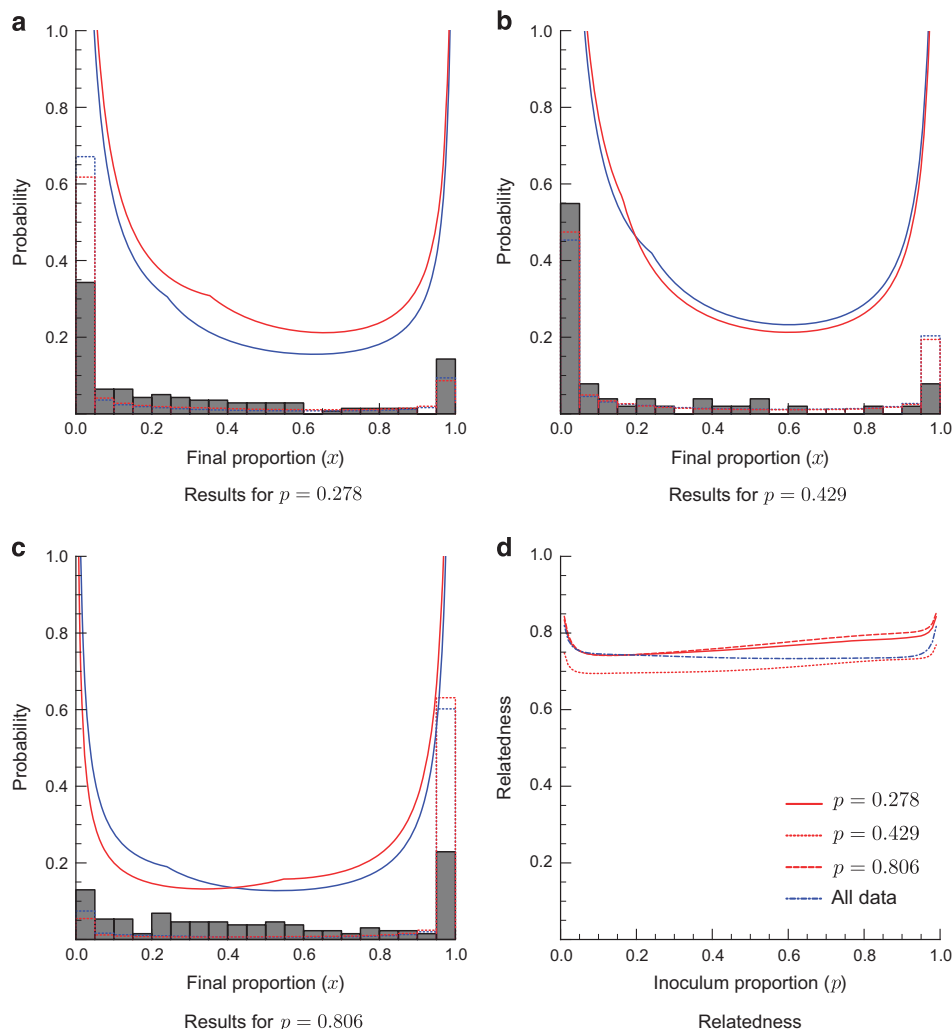 a
1.0
0.8
0.6
0.4
0.2
Probability
0.0 0.2 0.4 0.6 0.8 1.0
Final proportion (x)
Results for p = 0.278
b
1.0
0.8
0.6
0.4
0.2
Probability
0.0 0.2 0.4 0.6 0.8 1.0
Final proportion (x)
Results for p = 0.429
c
1.0
0.8
0.6
0.4
0.2
Probability
0.0 0.2 0.4 0.6 0.8 1.0
Final proportion (x)
Results for p = 0.806
d
1.0
0.8
0.6
0.4
0.2
Relatedness
p = 0.278
p = 0.429
p = 0.806
All data
0.0 0.2 0.4 0.6 0.8 1.0
Inoculum proportion (p)
Relatedness